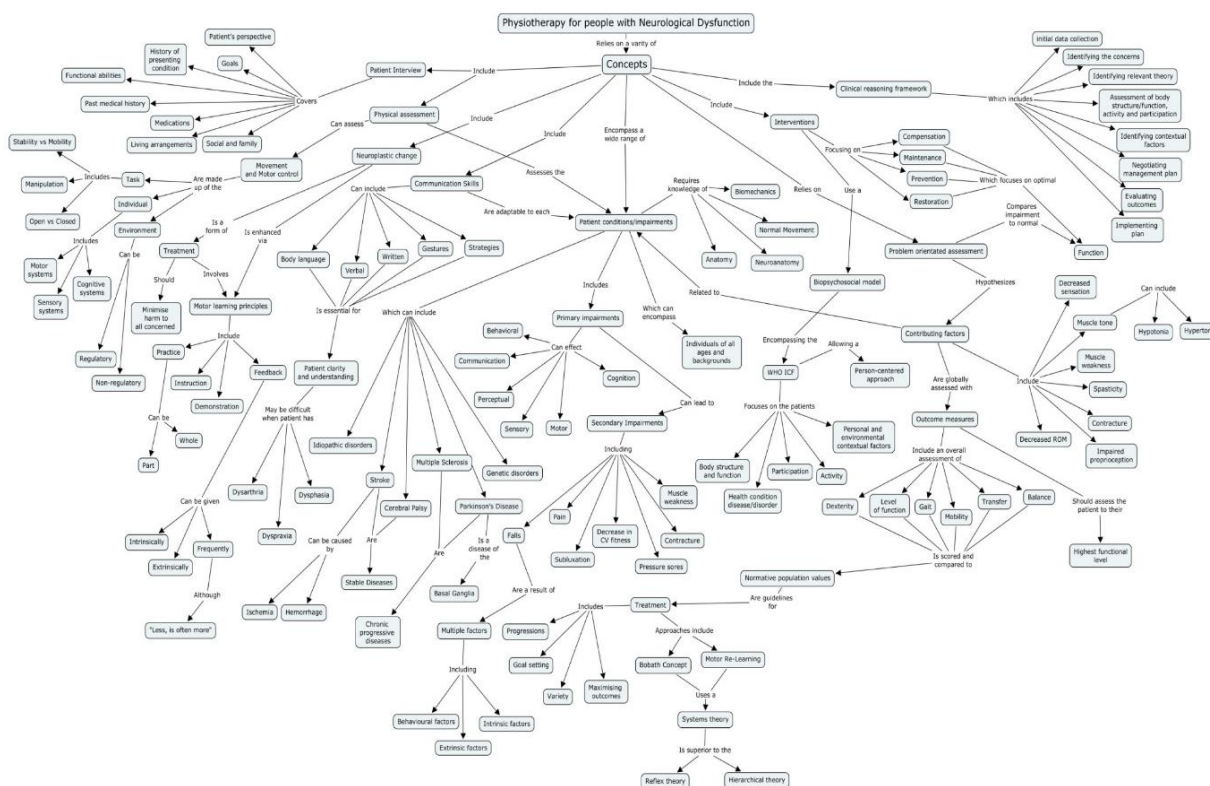 Physiotherapy for people with Neurological Dysfunction
Relies on a varity of
Concepts
Include
Patient Interview
Covers
Patient's perspective
History of
presenting
condition
Goals
Functional abilities
Past medical history
Medications
Living arrangements
Social and family
Include
Physical assessment
Can assess
Movement
and Motor control
Are made
up of the
Task
Includes
Stability vs Mobility
Manipulation
Open vs Closed
Individual
Includes
Motor
systems
Sensory
systems
Cognitive
systems
Environment
Can be
Regulatory
Non-regulatory
Assesses the
Include
Neuroplastic change
Is a
form of
Treatment
Should
Minimise
harm to
all concerned
Involves
Is enhanced
via
Motor learning principles
Include
Practice
Can be
Part
Whole
Instruction
Demonstration
Feedback
Can be given
Intrinsically
Extrinsically
Frequently
Although
"Less, is often more"
Include
Communication Skills
Can include
Body language
Verbal
Written
Gestures
Strategies
Is essential for
Patient clarity
and understanding
May be difficult
when patient has
Dysarthria
Dyspraxia
Dysphasia
Are adaptable to each
Encompass a
wide range of
Patient conditions/impairments
Requires
knowledge of
Biomechanics
Normal Movement
Neuroanatomy
Anatomy
Which can include
Idiopathic disorders
Stroke
Can be caused
by
Ischemia
Hemorrhage
Cerebral Palsy
Are
Stable Diseases
Multiple Sclerosis
Parkinson's Disease
Genetic disorders
Are
Chronic
progressive
diseases
Is a
disease of
the
Basal Ganglia
Includes
Primary impairments
Can effect
Behavioral
Communication
Perceptual
Sensory
Motor
Cognition
Can lead to
Secondary Impairments
Including
Falls
Pain
Subluxation
Decrease in
CV fitness
Pressure sores
Contracture
Muscle
weakness
Are a result of
Multiple factors
Including
Behavioural factors
Extrinsic factors
Intrinsic factors
Which can
encompass
Individuals of all
ages and
backgrounds
Include
Interventions
Focusing on
Compensation
Maintenance
Prevention
Restoration
Which focuses on optimal
Function
Use a
Biopsychosocial model
Encompassing the
WHO ICF
Allowing a
Person-centered
approach
Focuses on the patients
Body structure
and function
Health condition
disease/disorder
Participation
Activity
Personal and
environmental
contextual factors
Relies on
Problem orientated assessment
Compares
impairment
to normal
Hypothesizes
Contributing factors
Related to
Include
Decreased
sensation
Muscle tone
Can include
Hypotonia
Muscle
weakness
Spasticity
Contracture
Impaired
proprioception
Decreased ROM
Are globally
assessed with
Outcome measures
Include an overall
assessment of
Dexterity
Level
of function
Gait
Mobility
Transfer
Balance
Is scored and
compared to
Normative population values
Are guidelines
for
Treatment
Includes
Progressions
Goal setting
Variety
Maximising
outcomes
Approaches include
Bobath Concept
Motor Re-Learning
Uses a
Systems theory
Is superior to the
Reflex theory
Hierarchical theory
Should assess the
patient to their
Highest functional
level
Include the
Clinical reasoning framework
Which includes
initial data collection
Identifying the concerns
Identifying relevant theory
Assessment of body
structure/function,
activity and participation
Identifying contextual
factors
Negotiating
management plan
Evaluating
outcomes
Implementing
plan